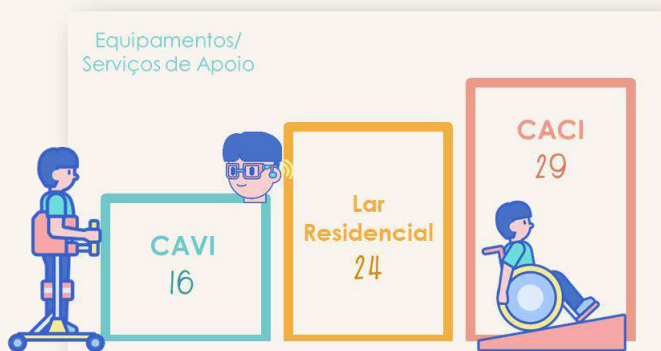 Equipamentos/
Serviços de Apoio
CAVI
16
Lar
Residencial
24
CACI
29